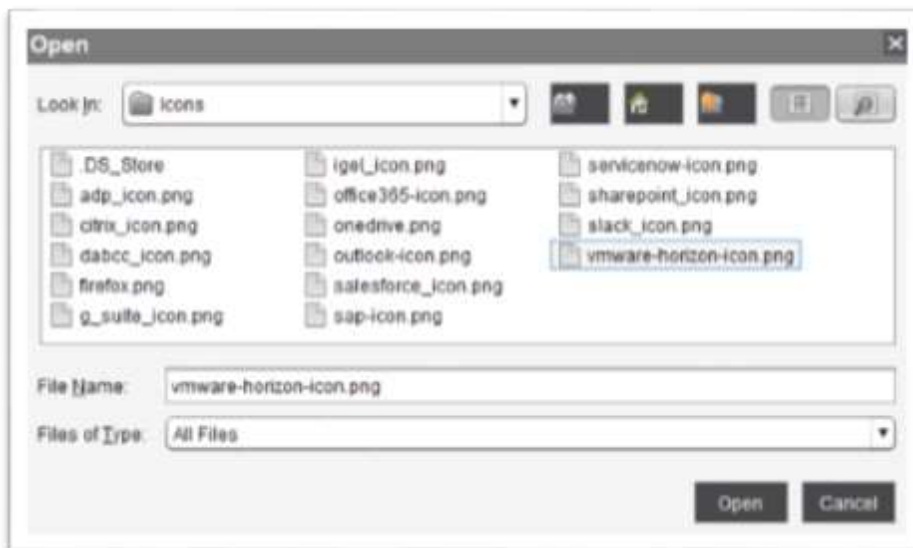 Open
Look In: Icons
.DS_Store
adp_icon.png
citrix_icon.png
dabcc_icon.png
firefox.png
g_suite_icon.png
igel_icon.png
office365-icon.png
onedrive.png
outlook-icon.png
salesforce_icon.png
sap-icon.png
servicenow-icon.png
sharepoint_icon.png
slack_icon.png
vmware-horizon-icon.png
File Name: vmware-horizon-icon.png
Files of Type: All Files
Open Cancel